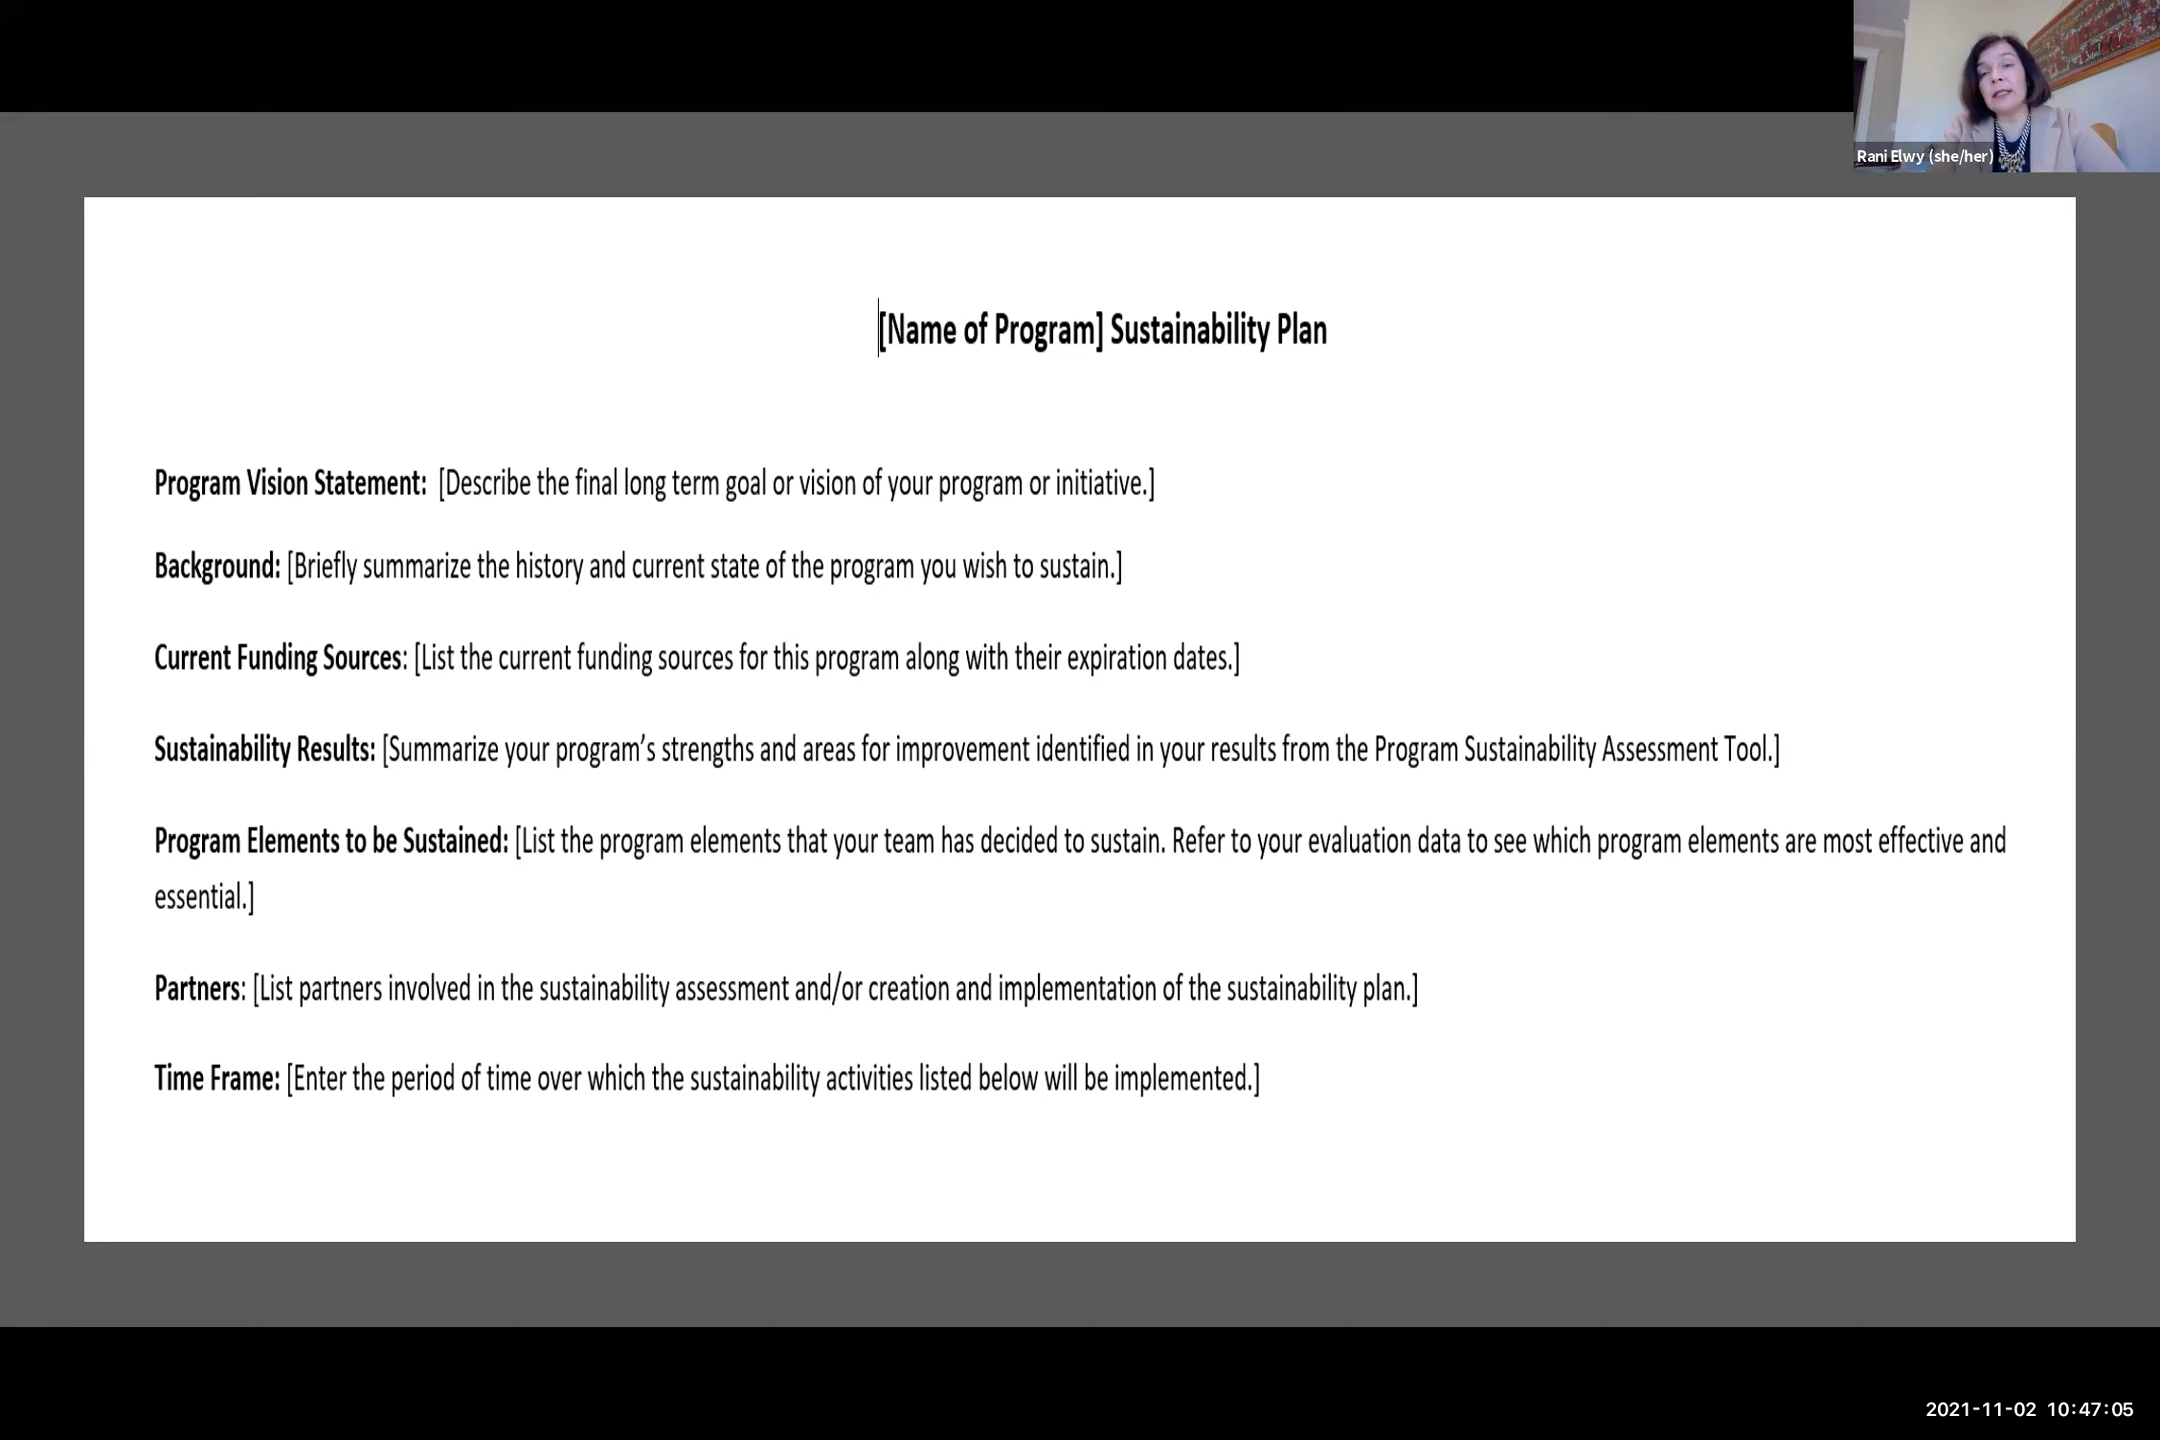 Rani Elwy (she/her)
[Name of Program] Sustainability Plan
Program Vision Statement:  [Describe the final long term goal or vision of your program or initiative.]
Background: [Briefly summarize the history and current state of the program you wish to sustain.]
Current Funding Sources: [List the current funding sources for this program along with their expiration dates.]
Sustainability Results: [Summarize your program’s strengths and areas for improvement identified in your results from the Program Sustainability Assessment Tool.]
Program Elements to be Sustained: [List the program elements that your team has decided to sustain. Refer to your evaluation data to see which program elements are most effective and
essential.]
Partners: [List partners involved in the sustainability assessment and/or creation and implementation of the sustainability plan.]
Time Frame: [Enter the period of time over which the sustainability activities listed below will be implemented.]
2021-11-02 10:47:05